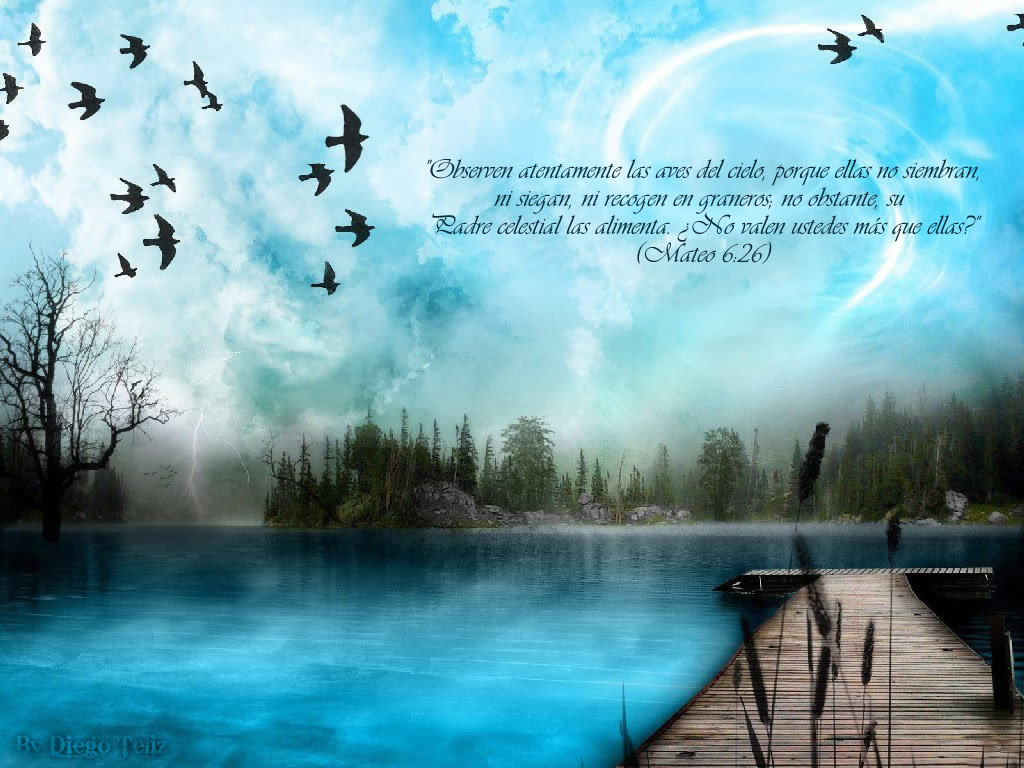 "Observen atentamente las aves del cielo, porque ellas no siembran,
ni siegan, ni recogen en graneros; no obstante, su
Padre celestial las alimenta. ¿No valen ustedes más que ellas?"
(Mateo 6:26)
By Diego Teliz